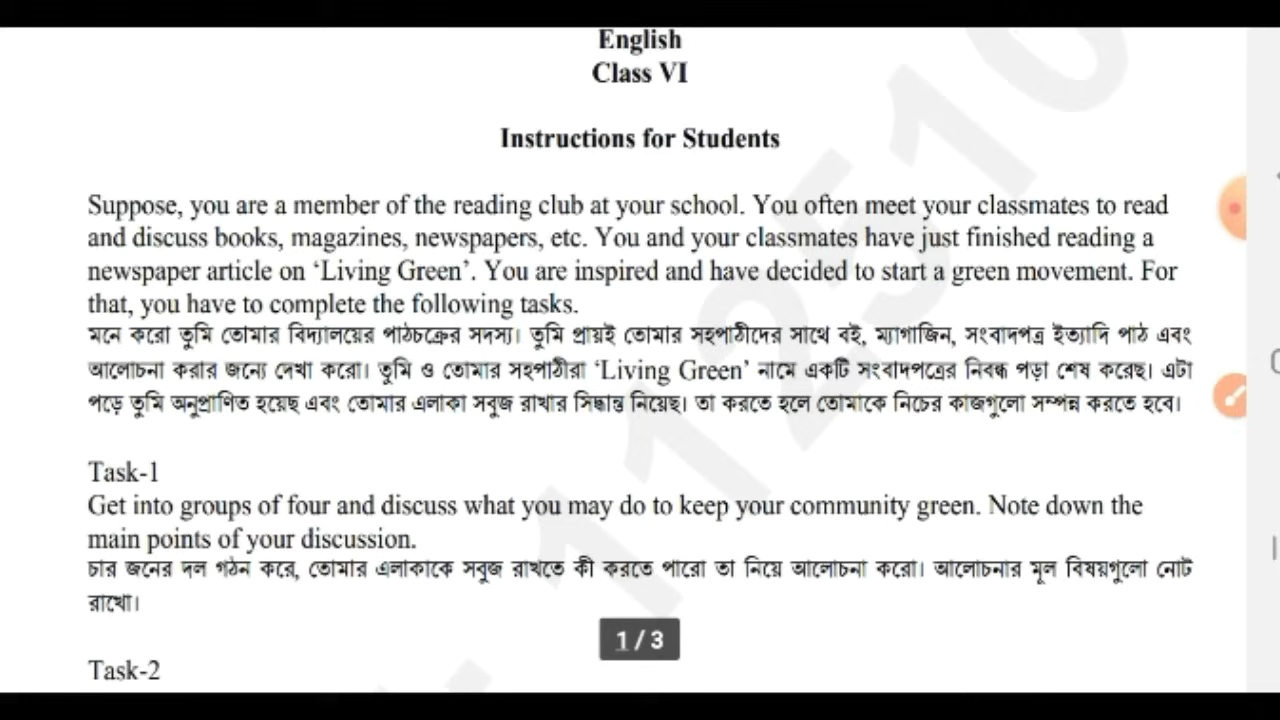 English
Class VI
Instructions for Students
Suppose, you are a member of the reading club at your school. You often meet your classmates to read
and discuss books, magazines, newspapers, etc. You and your classmates have just finished reading a
newspaper article on ‘Living Green’. You are inspired and have decided to start a green movement. For
that, you have to complete the following tasks.
মনে করো তুমি তোমার বিদ্যালয়ের পাঠচক্রের সদস্য। তুমি প্রায়ই তোমার সহপাঠীদের সাথে বই, ম্যাগাজিন, সংবাদপত্র ইত্যাদি পাঠ এবং
আলোচনা করার জন্যে দেখা করো। তুমি ও তোমার সহপাঠীরা ‘Living Green’ নামে একটি সংবাদপত্রের নিবন্ধ পড়া শেষ করেছ। এটা
পড়ে তুমি অনুপ্রাণিত হয়েছ এবং তোমার এলাকা সবুজ রাখার সিদ্ধান্ত নিয়েছ। তা করতে হলে তোমাকে নিচের কাজগুলো সম্পন্ন করতে হবে।
Task-1
Get into groups of four and discuss what you may do to keep your community green. Note down the
main points of your discussion.
চার জনের দল গঠন করে, তোমার এলাকাকে সবুজ রাখতে কী করতে পারো তা নিয়ে আলোচনা করো। আলোচনার মূল বিষয়গুলো নোট
রাখো।
1 / 3
Task-2